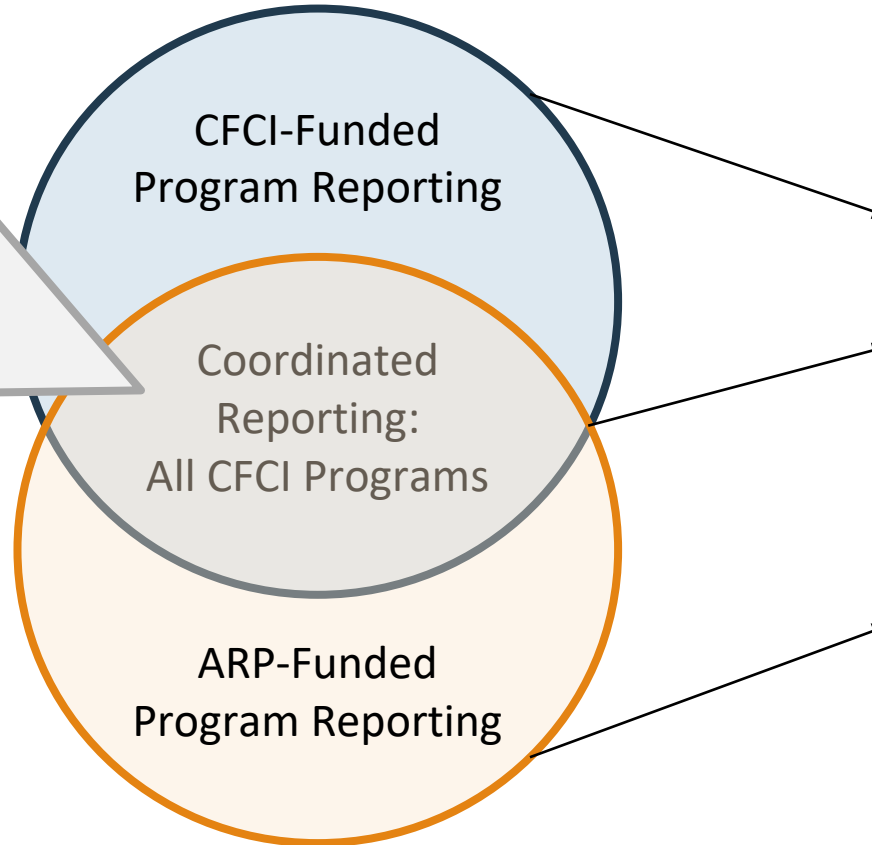 CFCI-Funded
Program Reporting
Coordinated
Reporting:
All CFCI Programs
ARP-Funded
Program Reporting